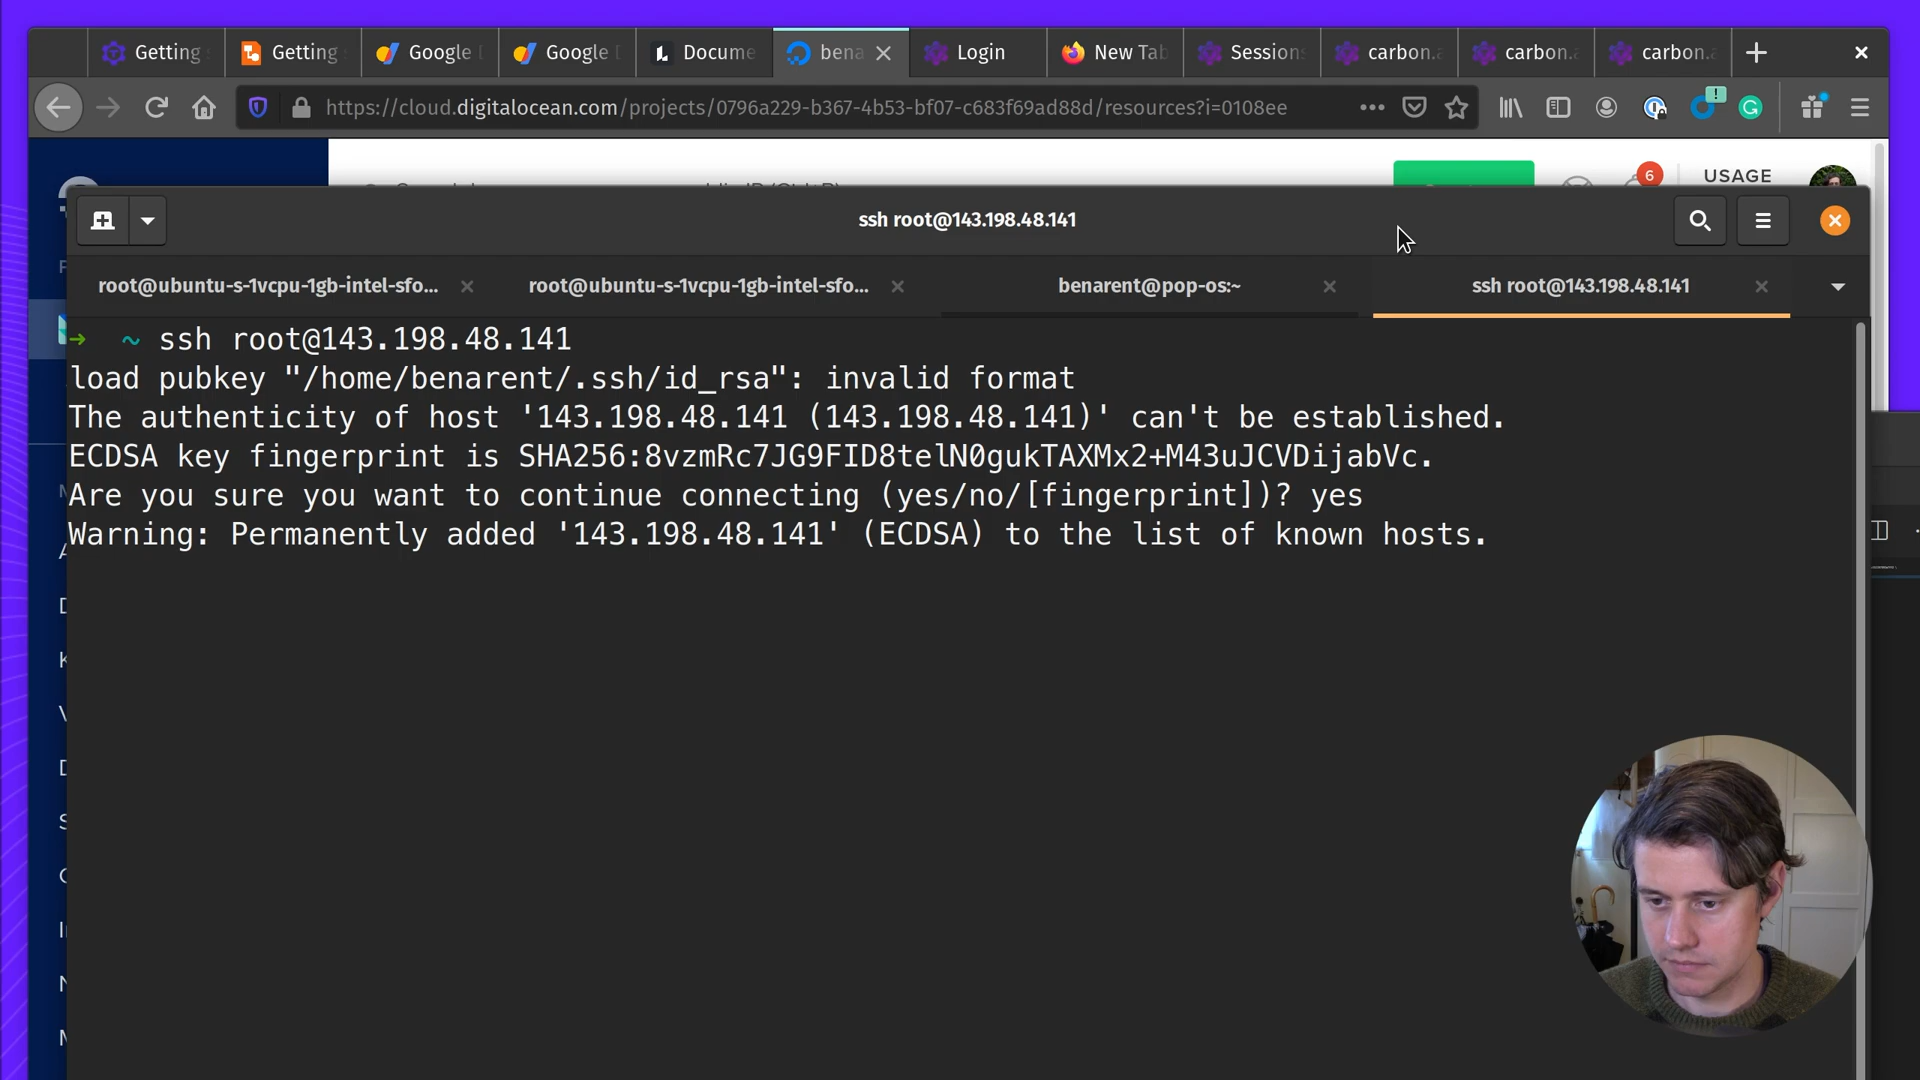 Getting
Getting
Google
Google
Docume
bena
Login
New Tab
Sessions
carbon.a
carbon.
carbon.a
https://cloud.digitalocean.com/projects/0796a229-b367-4b53-bf07-c683f69ad88d/resources?i=0108ee
6
USAGE
ssh root@143.198.48.141
root@ubuntu-s-1vcpu-1gb-intel-sfo...
root@ubuntu-s-1vcpu-1gb-intel-sfo...
benarent@pop-os:~
ssh root@143.198.48.141
➜ ~ ssh root@143.198.48.141
load pubkey "/home/benarent/.ssh/id_rsa": invalid format
The authenticity of host '143.198.48.141 (143.198.48.141)' can't be established.
ECDSA key fingerprint is SHA256:8vzmRc7JG9FID8telN0gukTAXMx2+M43uJCVDijabVc.
Are you sure you want to continue connecting (yes/no/[fingerprint])? yes
Warning: Permanently added '143.198.48.141' (ECDSA) to the list of known hosts.